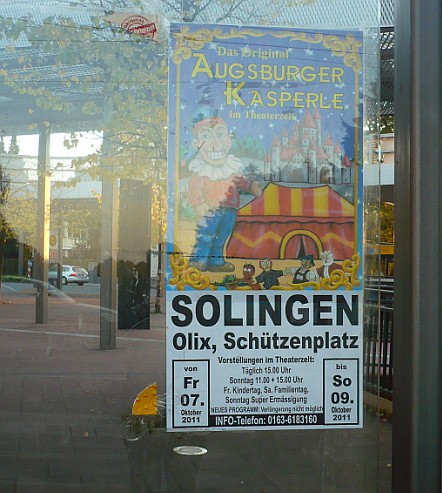 Das Original
AUGSBURGER
KASPERLE
im Theaterzelt
SOLINGEN
Olix, Schützenplatz
von
Fr
07.
Oktober
2011
Vorstellungen im Theaterzelt:
Täglich 15.00 Uhr
Sonntag 11.00 + 15.00 Uhr
Fr. Kindertag, Sa. Familientag,
Sonntag Super Ermässigung
NEUES PROGRAMM! Verlängerung nicht möglich
INFO-Telefon: 0163-6183160
bis
So
09.
Oktober
2011